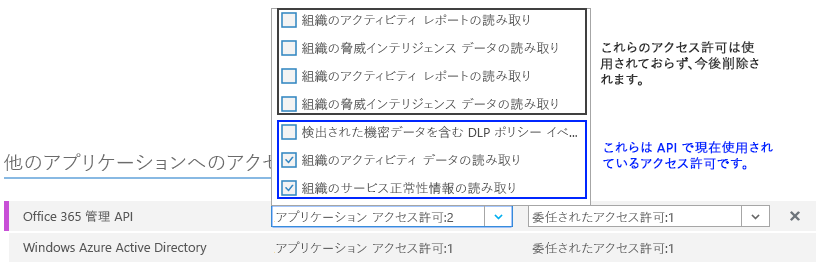 組織のアクティビティ レポートの読み取り
組織の脅威インテリジェンス データの読み取り
組織のアクティビティ レポートの読み取り
組織の脅威インテリジェンス データの読み取り
これらのアクセス許可は使
用されておらず、今後削除さ
れます。
検出された機密データを含む DLP ポリシー イベ...
組織のアクティビティ データの読み取り
組織のサービス正常性情報の読み取り
これらは API で現在使用され
ているアクセス許可です。
他のアプリケーションへのアクセ
Office 365 管理 API
アプリケーション アクセス許可:2
委任されたアクセス許可:1
Windows Azure Active Directory
アプリケーション アクセス許可:1
委任されたアクセス許可:1